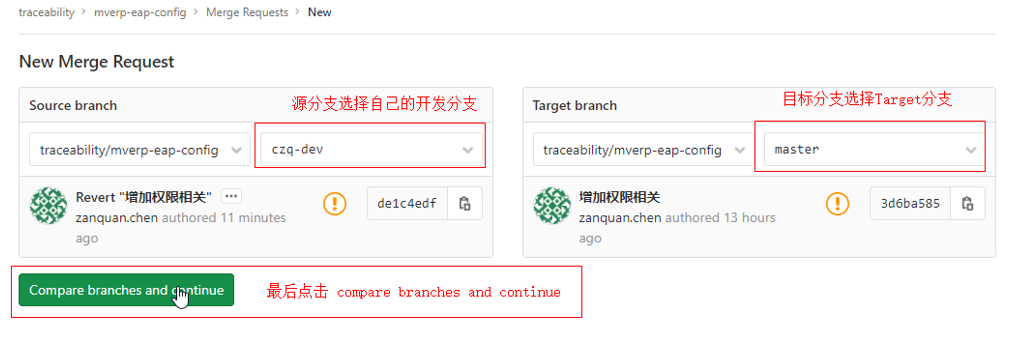 traceability > mverp-eap-config > Merge Requests > New
New Merge Request
Source branch
源分支选择自己的开发分支
traceability/mverp-eap-config
czq-dev
Revert "增加权限相关" ...
zanquan.chen authored 11 minutes
ago
de1c4edf
Target branch
目标分支选择Target分支
traceability/mverp-eap-config
master
增加权限相关
zanquan.chen authored 13 hours
ago
3d6ba585
Compare branches and continue
最后点击 compare branches and continue